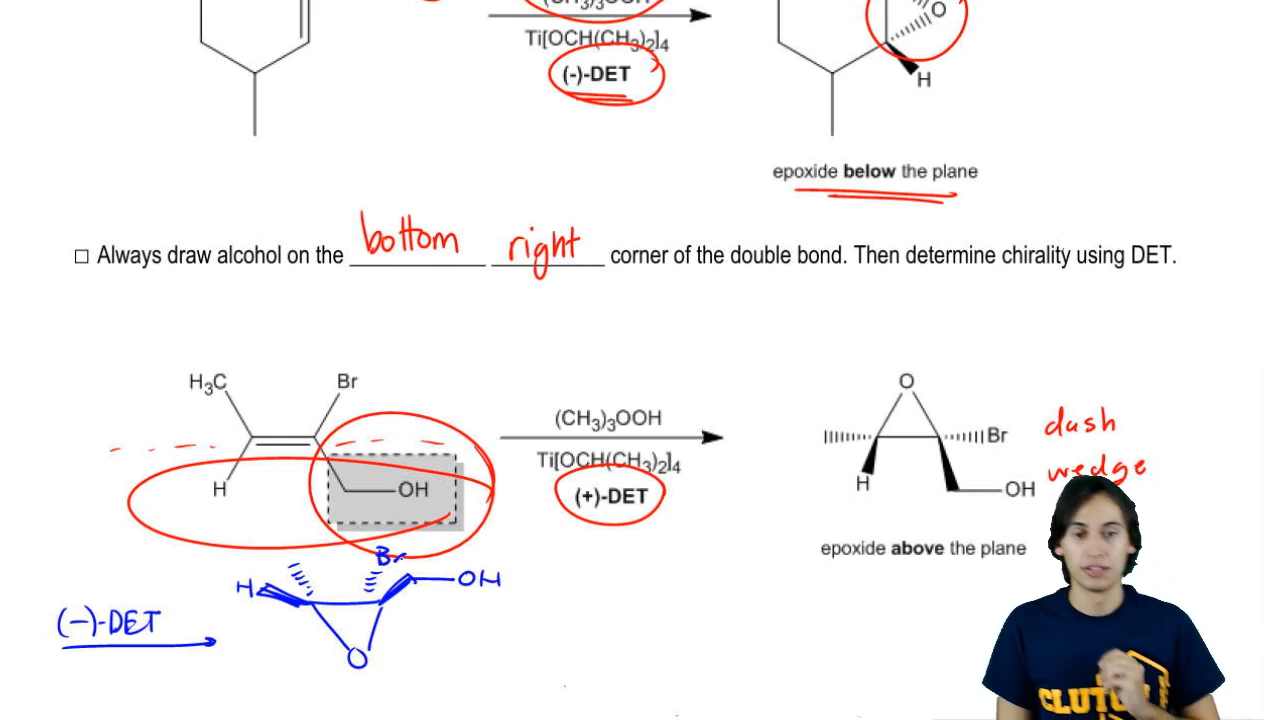 (CH3)3OOH
O
Ti[OCH(CH3)2]4
(-)-DET
H
epoxide below the plane
□ Always draw alcohol on the bottom right corner of the double bond. Then determine chirality using DET.
H3C
Br
O
(CH3)3OOH
dash
Br
Ti[OCH(CH3)2]4
wedge
H
OH
(+)-DET
H
OH
Br
epoxide above the plane
H
OH
(-)-DET
O
CLUTCH